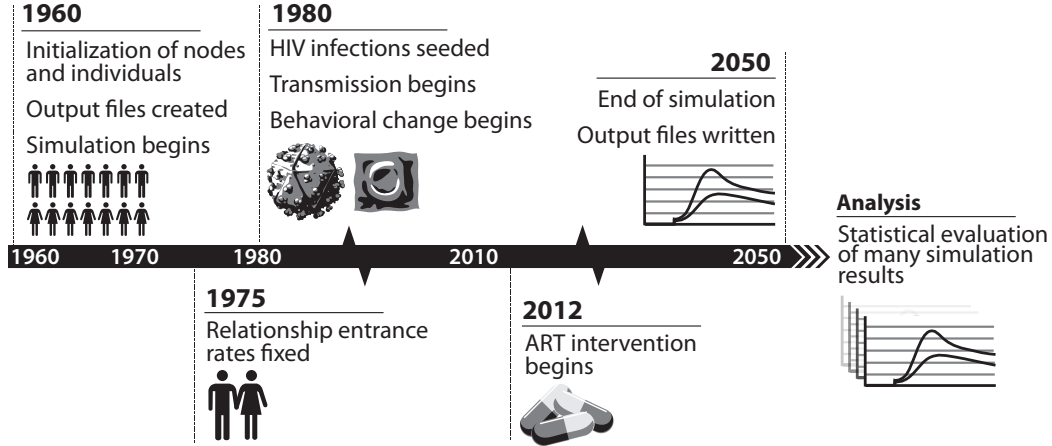 1960
Initialization of nodes
and individuals
Output files created
Simulation begins
1980
HIV infections seeded
Transmission begins
Behavioral change begins
2050
End of simulation
Output files written
1960 1970 1980 2010 2050
1975
Relationship entrance
rates fixed
2012
ART intervention
begins
Analysis
Statistical evaluation
of many simulation
results